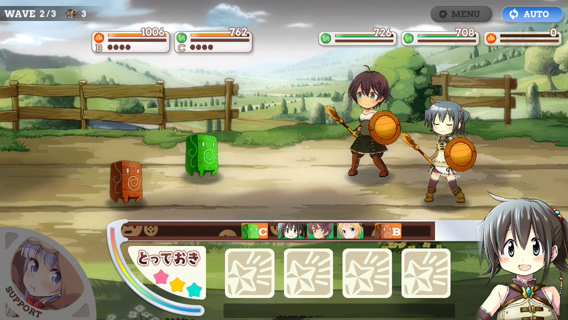 WAVE 2/3 3
MENU
AUTO
1006
B
762
C
726
708
0
C
B
とっておき
SUPPORT